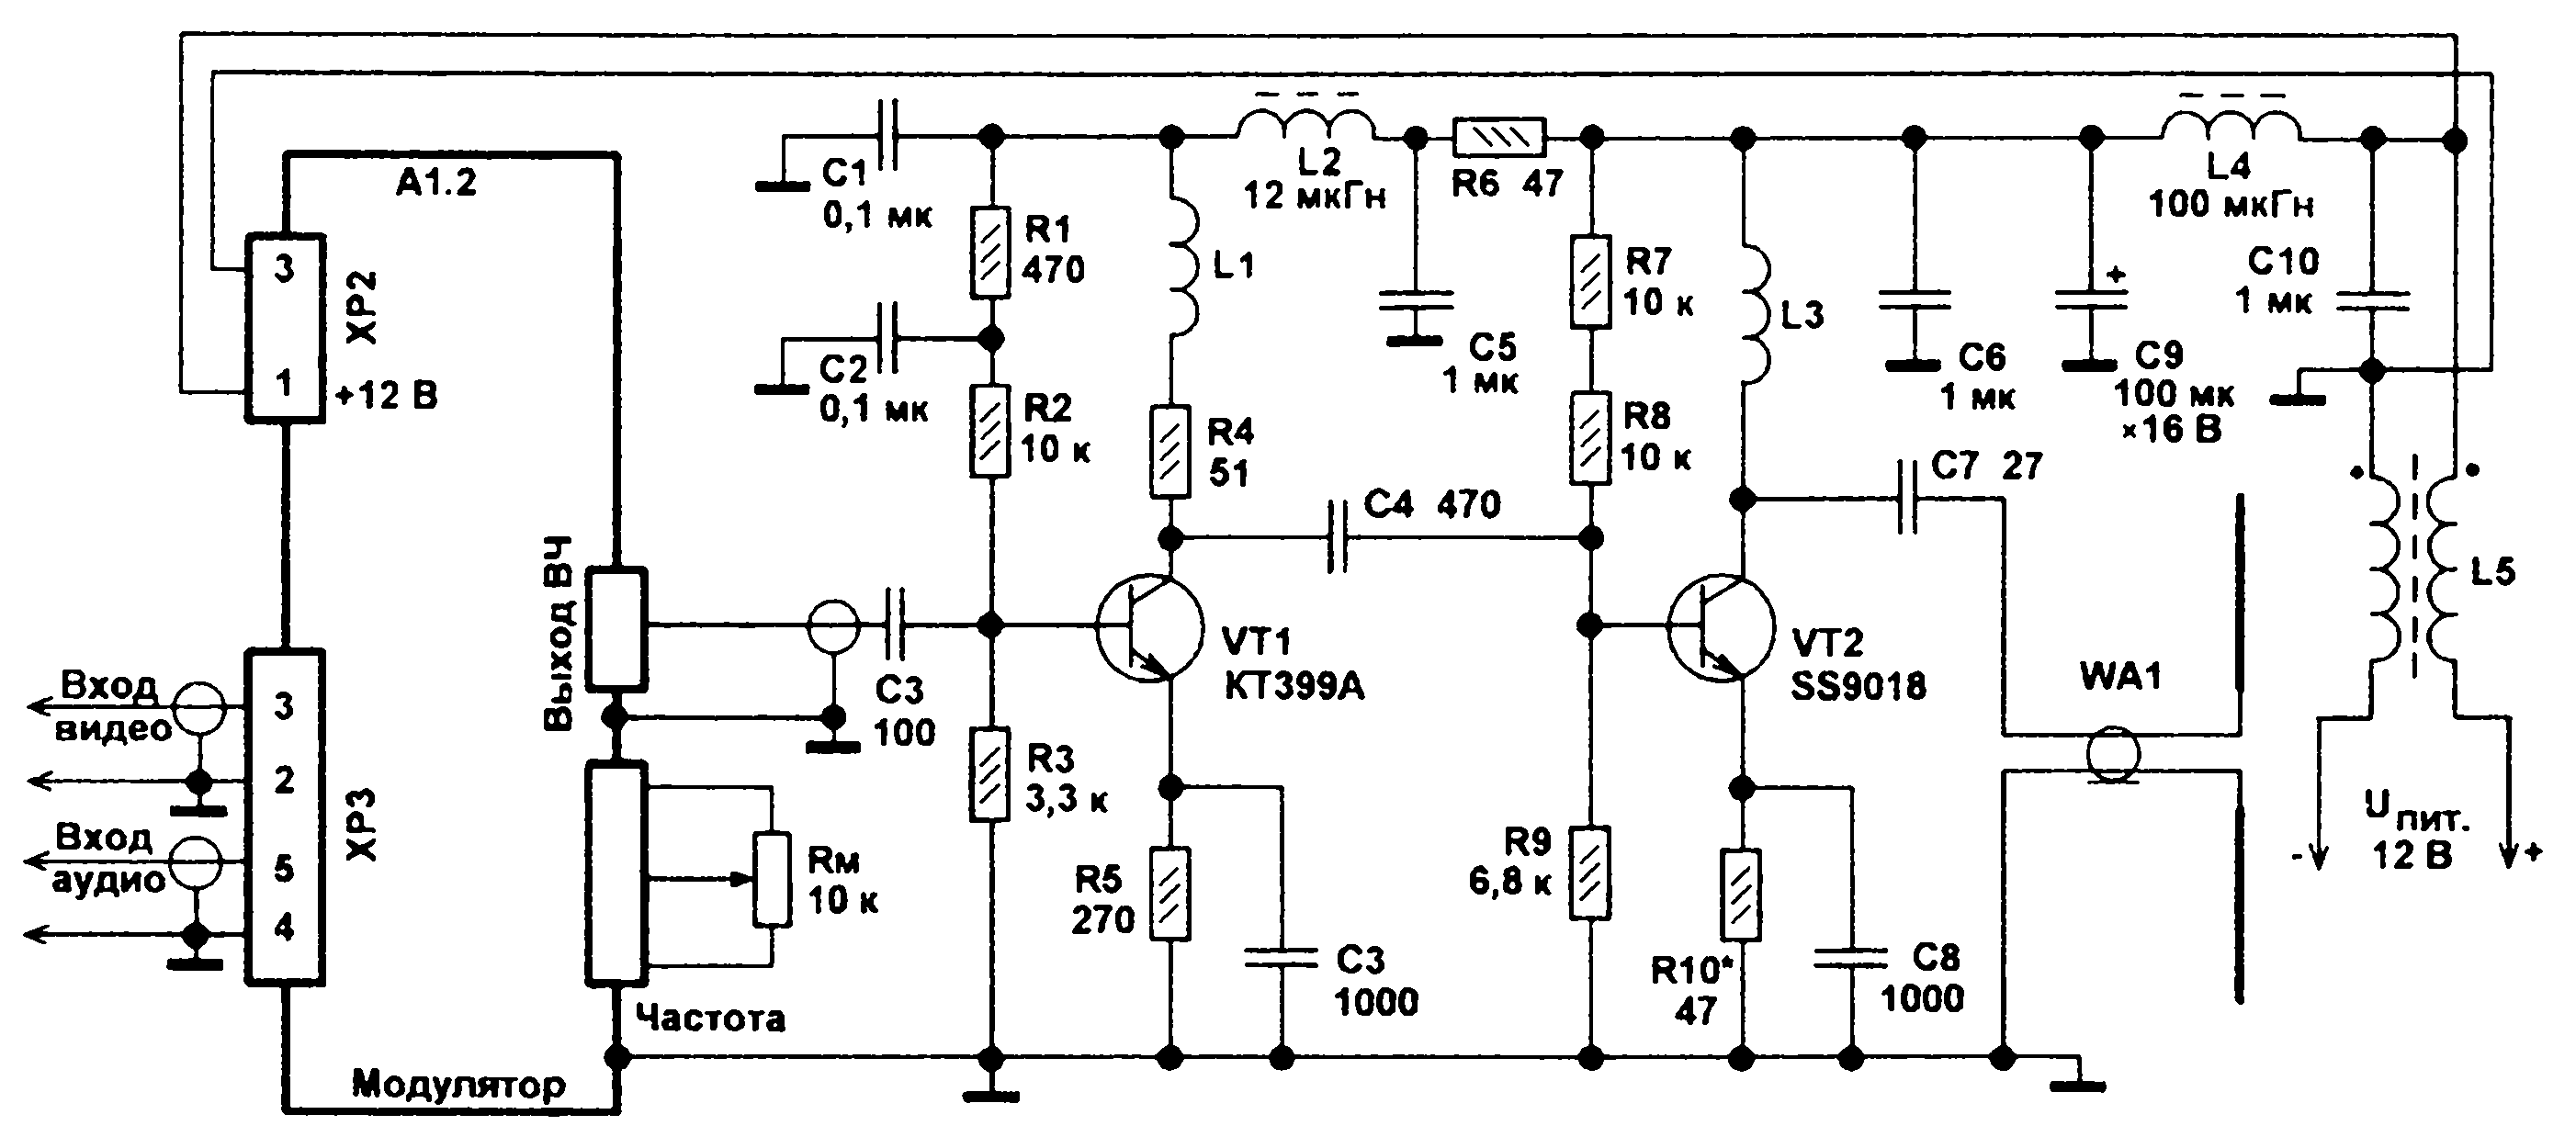 A1.2
3
1
XP2
+12 В
C1
0,1 мк
C2
0,1 мк
R1
470
R2
10 к
L1
L2
12 мкГн
R6 47
R4
51
C5
1 мк
C4 470
R7
10 к
R8
10 к
L3
C6
1 мк
C9
100 мк
×16 В
L4
100 мкГн
C10
1 мк
C7 27
L5
Выход ВЧ
C3
100
VT1
КТ399А
VT2
SS9018
WA1
Вход
видео
Вход
аудио
3
2
5
4
XP3
Rм
10 к
Частота
Модулятор
R3
3,3 к
R5
270
C3
1000
R9
6,8 к
R10*
47
C8
1000
U пит.
12 В
-
+
+